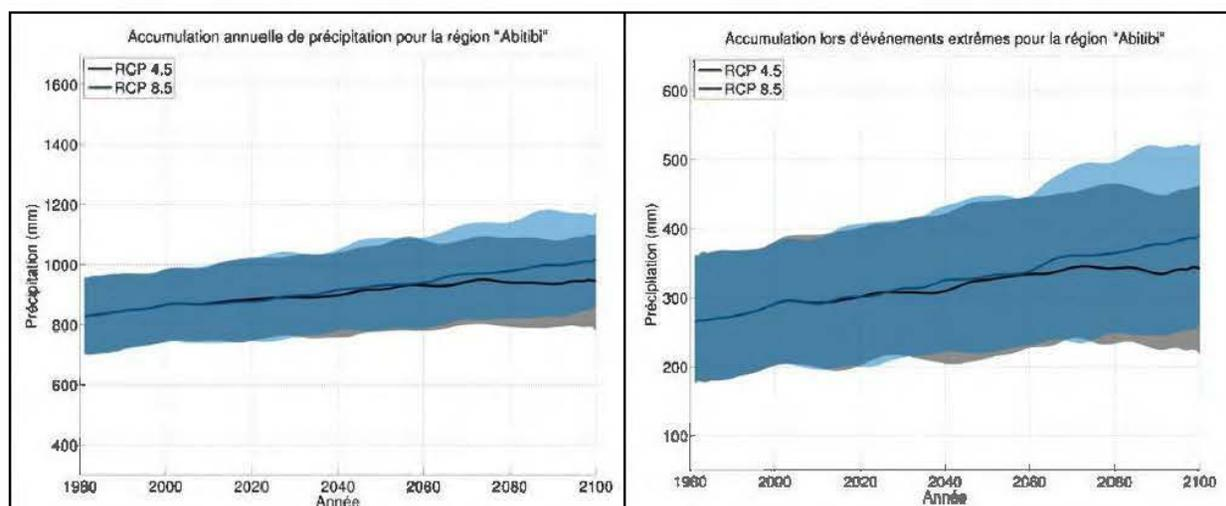 Accumulation annuelle de précipitation pour la région "Abitibi"
RCP 4.5
RCP 8.5
Précipitation (mm)
1600
1400
1200
1000
800
600
400
1980 2000 2020 2040 2060 2080 2100
Année
Accumulation lors d'événements extrêmes pour la région "Abitibi"
RCP 4.5
RCP 8.5
Précipitation (mm)
600
500
400
300
200
100
1980 2000 2020 2040 2060 2080 2100
Année